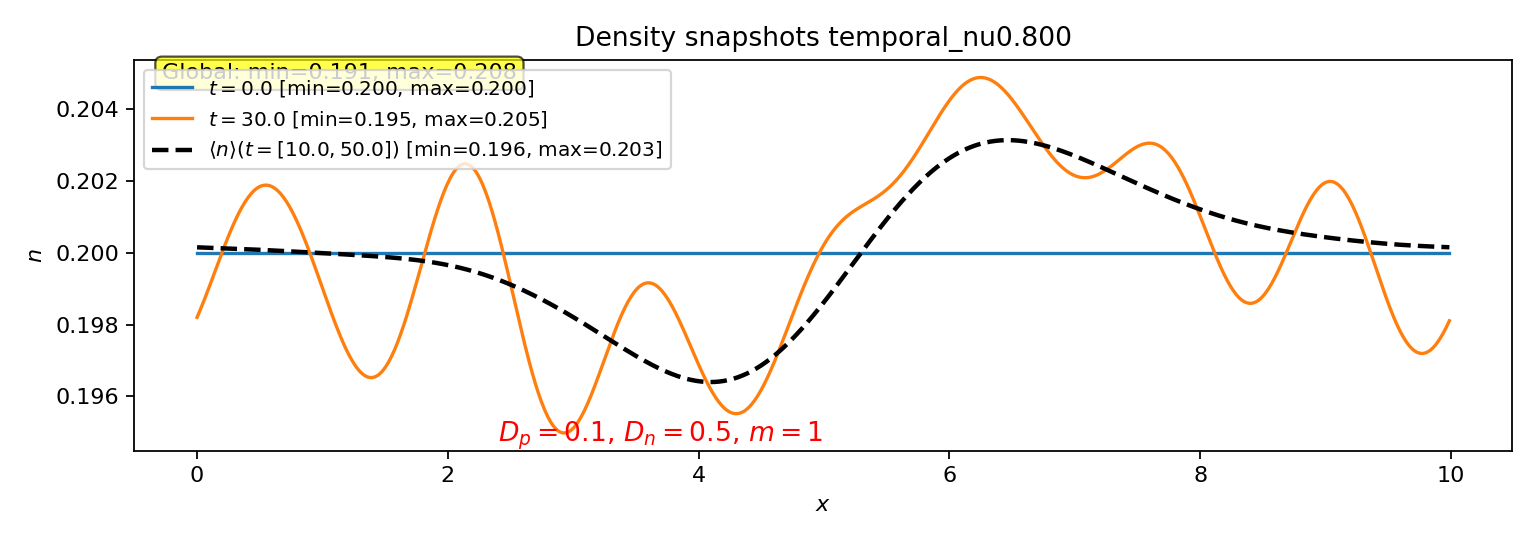 Density snapshots temporal_nu0.800
Global: min=0.191, max=0.208
t = 0.0 [min=0.200, max=0.200]
t = 30.0 [min=0.195, max=0.205]
⟨n⟩(t = [10.0, 50.0]) [min=0.196, max=0.203]
0.204
0.202
0.200
0.198
0.196
n
D_p = 0.1, D_n = 0.5, m = 1
0 2 4 6 8 10
x